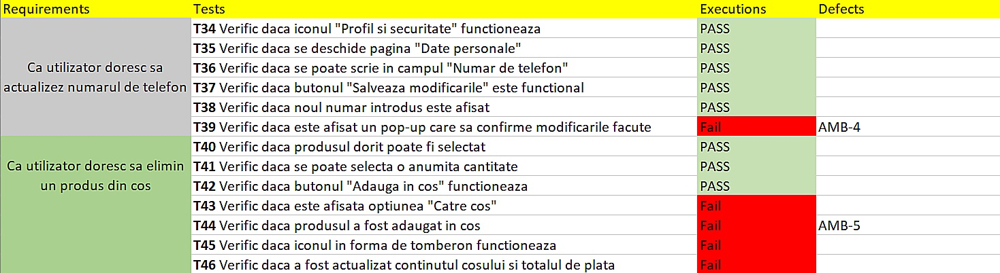 Requirements Tests Executions Defects
T34 Verific daca iconul "Profil si securitate" functioneaza PASS
T35 Verific daca se deschide pagina "Date personale" PASS
Ca utilizator doresc sa
actualizez numarul de telefon
T36 Verific daca se poate scrie in campul "Numar de telefon" PASS
T37 Verific daca butonul "Salveaza modificarile" este functional PASS
T38 Verific daca noul numar introdus este afisat PASS
T39 Verific daca este afisat un pop-up care sa confirme modificarile facute Fail AMB-4
T40 Verific daca produsul dorit poate fi selectat PASS
Ca utilizator doresc sa elimin
un produs din cos
T41 Verific daca se poate selecta o anumita cantitate PASS
T42 Verific daca butonul "Adauga in cos" functioneaza PASS
T43 Verific daca este afisata optiunea "Catre cos" Fail
T44 Verific daca produsul a fost adaugat in cos Fail AMB-5
T45 Verific daca iconul in forma de tomberon functioneaza Fail
T46 Verific daca a fost actualizat continutul cosului si totalul de plata Fail